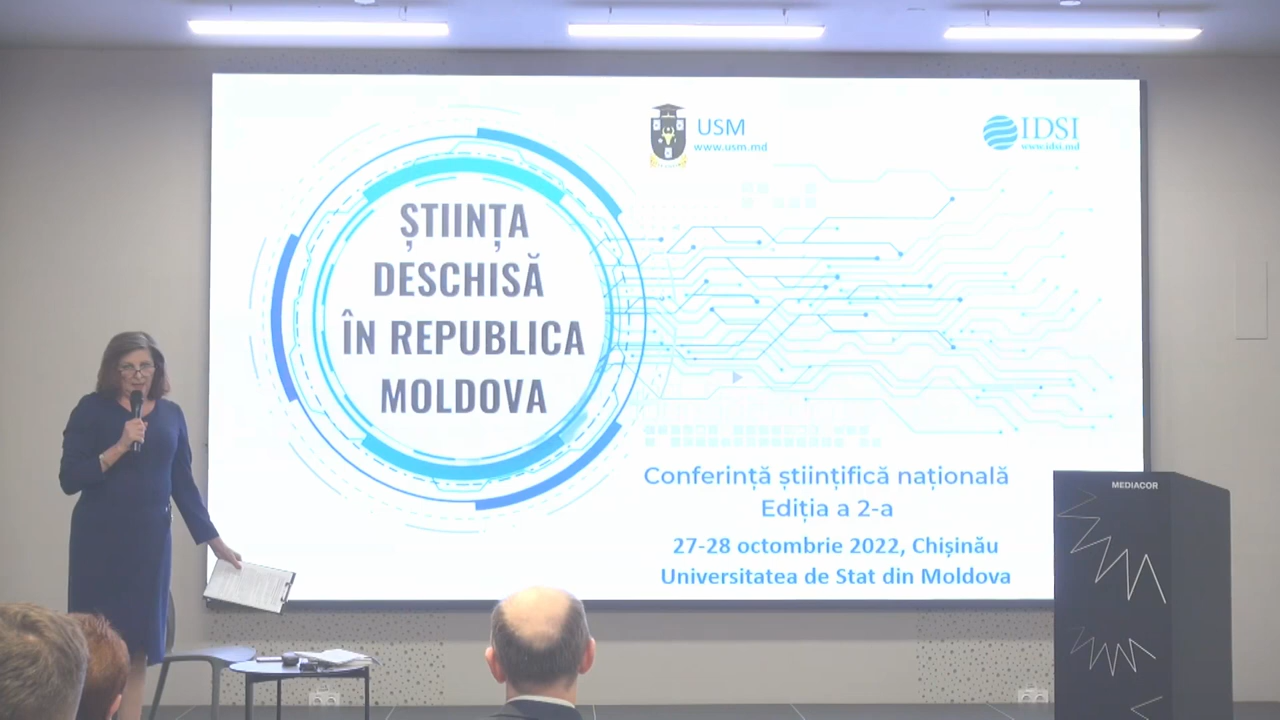 USM
www.usm.md
IDSI
www.idsi.md
ȘTIINȚA
DESCHISĂ
ÎN REPUBLICA
MOLDOVA
Conferință științifică națională
Ediția a 2-a
27-28 octombrie 2022, Chișinău
Universitatea de Stat din Moldova
MEDIACOR